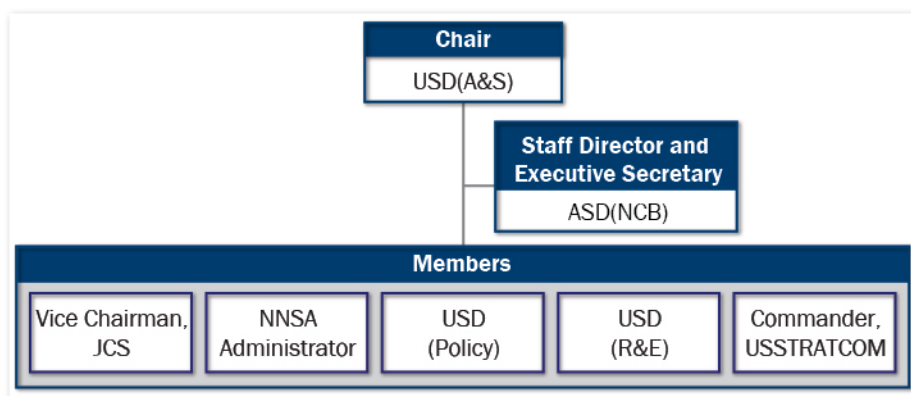 Chair
USD(A&S)
Staff Director and
Executive Secretary
ASD(NCB)
Members
Vice Chairman,
JCS
NNSA
Administrator
USD
(Policy)
USD
(R&E)
Commander,
USSTRATCOM